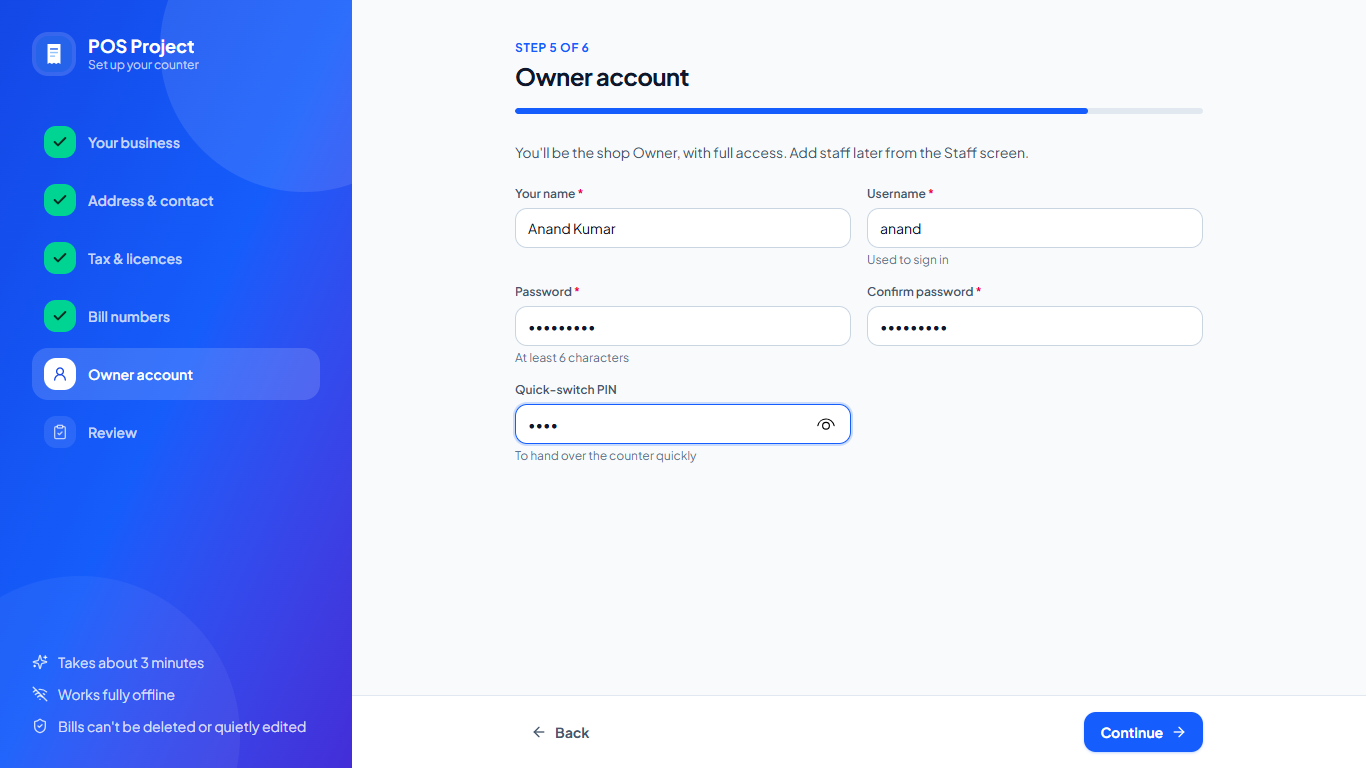 POS Project
Set up your counter
Your business
Address & contact
Tax & licences
Bill numbers
Owner account
Review
Takes about 3 minutes
Works fully offline
Bills can't be deleted or quietly edited
STEP 5 OF 6
Owner account
You'll be the shop Owner, with full access. Add staff later from the Staff screen.
Your name *
Anand Kumar
Username *
anand
Used to sign in
Password *
•••••••••
At least 6 characters
Confirm password *
•••••••••
Quick-switch PIN
••••
To hand over the counter quickly
Back
Continue